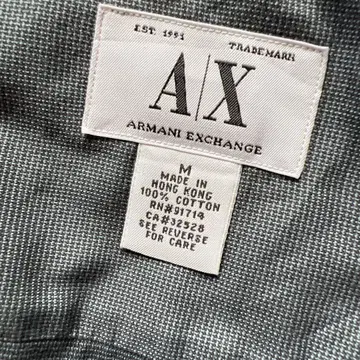 EST. 1991 TRADEMARK
A|X
ARMANI EXCHANGE
M
MADE IN
HONG KONG
100% COTTON
RN#91714
CA#32528
SEE REVERSE
FOR CARE